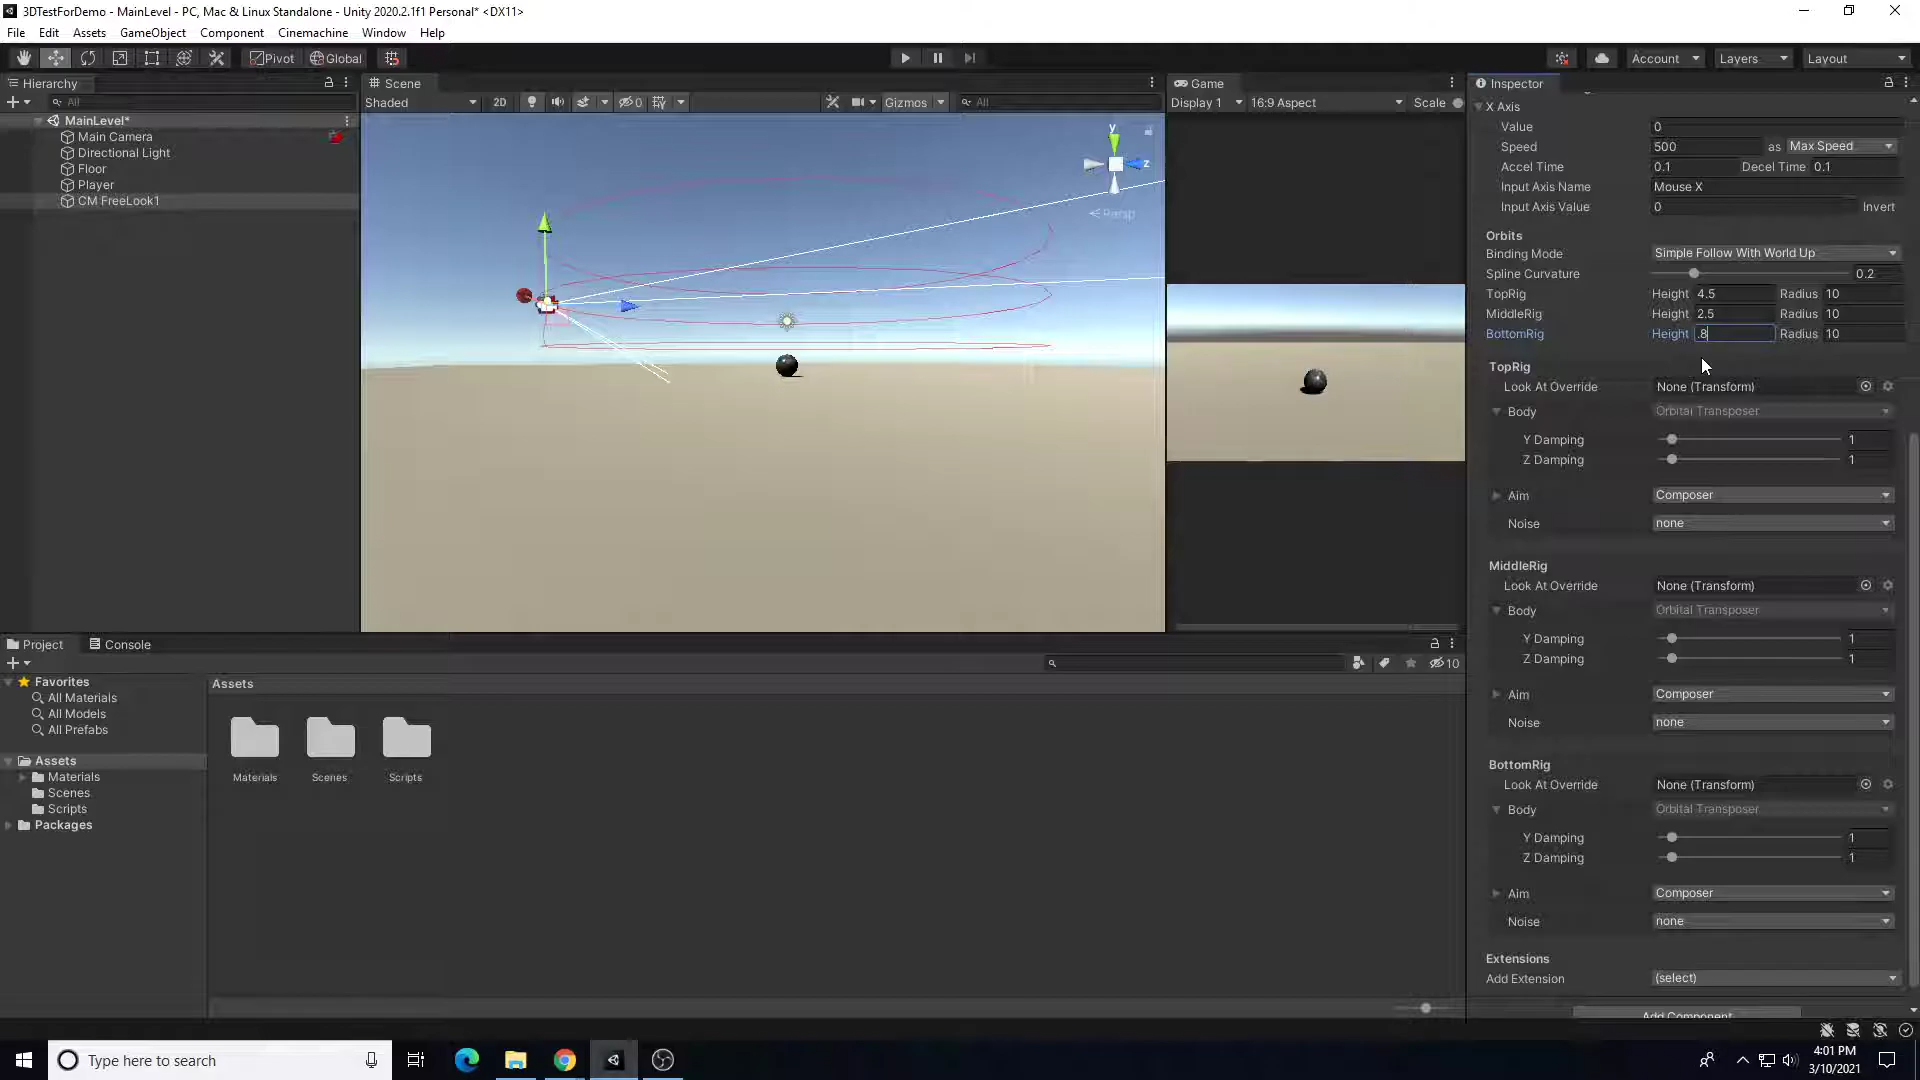 3DTestForDemo - MainLevel - PC, Mac & Linux Standalone - Unity 2020.2.1f1 Personal* <DX11>
File Edit Assets GameObject Component Cinemachine Window Help
Pivot Global Account Layers Layout
Hierarchy
All
MainLevel*
Main Camera
Directional Light
Floor
Player
CM FreeLook1
Scene
Shaded 2D 0 Gizmos All
y
z
Persp
Game
Display 1 16:9 Aspect Scale
Inspector
X Axis
Value 0
Speed 500 as Max Speed
Accel Time 0.1 Decel Time 0.1
Input Axis Name Mouse X
Input Axis Value 0 Invert
Orbits
Binding Mode Simple Follow With World Up
Spline Curvature 0.2
TopRig Height 4.5 Radius 10
MiddleRig Height 2.5 Radius 10
BottomRig Height .8 Radius 10
TopRig
Look At Override None (Transform)
Body Orbital Transposer
Y Damping 1
Z Damping 1
Aim Composer
Noise none
MiddleRig
Look At Override None (Transform)
Body Orbital Transposer
Y Damping 1
Z Damping 1
Aim Composer
Noise none
BottomRig
Look At Override None (Transform)
Body Orbital Transposer
Y Damping 1
Z Damping 1
Aim Composer
Noise none
Extensions
Add Extension (select)
Add Component
Project Console
10
Favorites
All Materials
All Models
All Prefabs
Assets
Materials
Scenes
Scripts
Packages
Assets
Materials Scenes Scripts
Type here to search
4:01 PM
3/10/2021